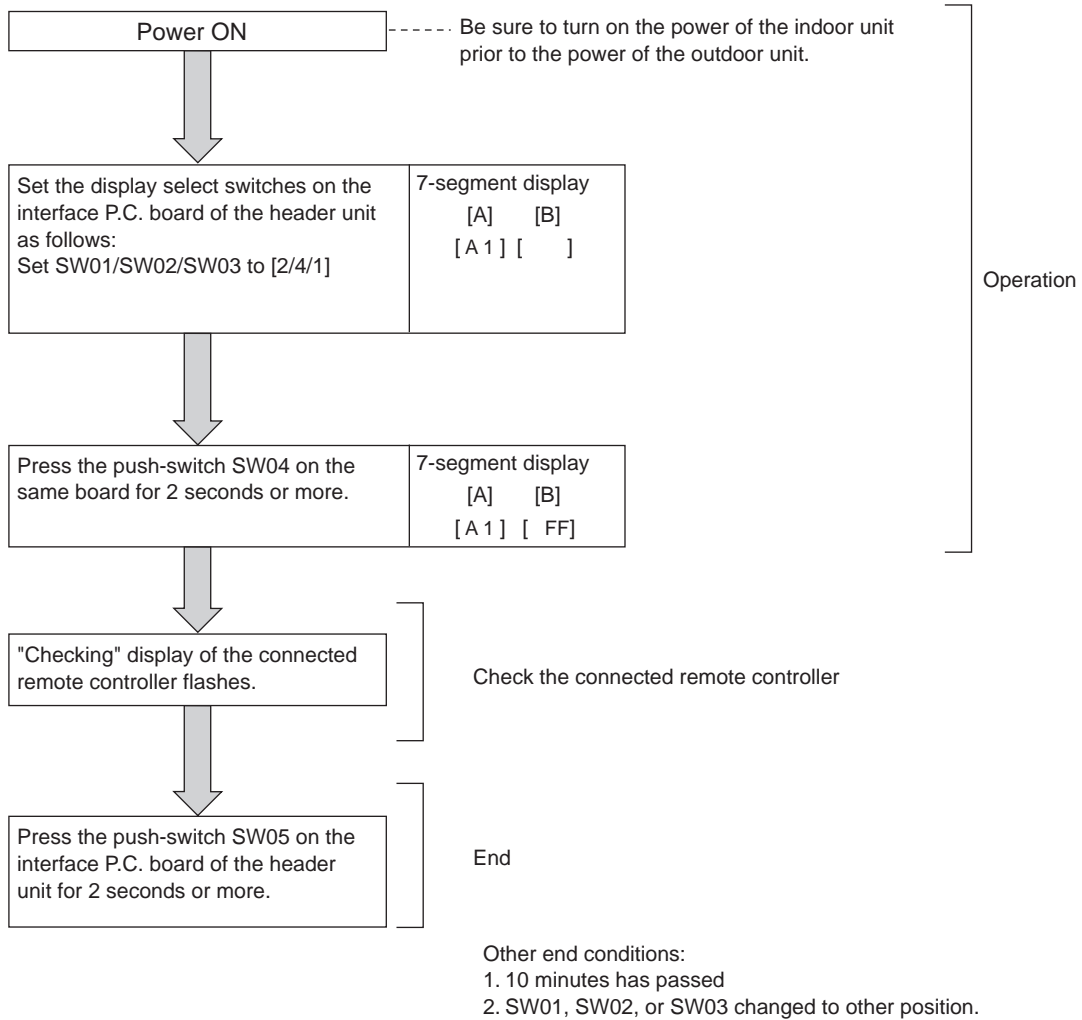 Power ON
Be sure to turn on the power of the indoor unit
prior to the power of the outdoor unit.
Set the display select switches on the
interface P.C. board of the header unit
as follows:
Set SW01/SW02/SW03 to [2/4/1]
7-segment display
[A] [B]
[ A 1 ] [ ]
Operation
Press the push-switch SW04 on the
same board for 2 seconds or more.
7-segment display
[A] [B]
[ A 1 ] [ FF]
"Checking" display of the connected
remote controller flashes.
Check the connected remote controller
Press the push-switch SW05 on the
interface P.C. board of the header
unit for 2 seconds or more.
End
Other end conditions:
1. 10 minutes has passed
2. SW01, SW02, or SW03 changed to other position.